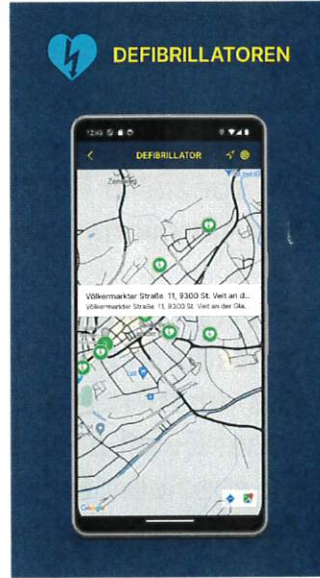 DEFIBRILLATOREN
12:45
DEFIBRILLATOR
Völkermarkter Straße 11, 9300 St. Veit an d...
Völkermarkter Straße 11, 9300 St. Veit an der Gla.
Google